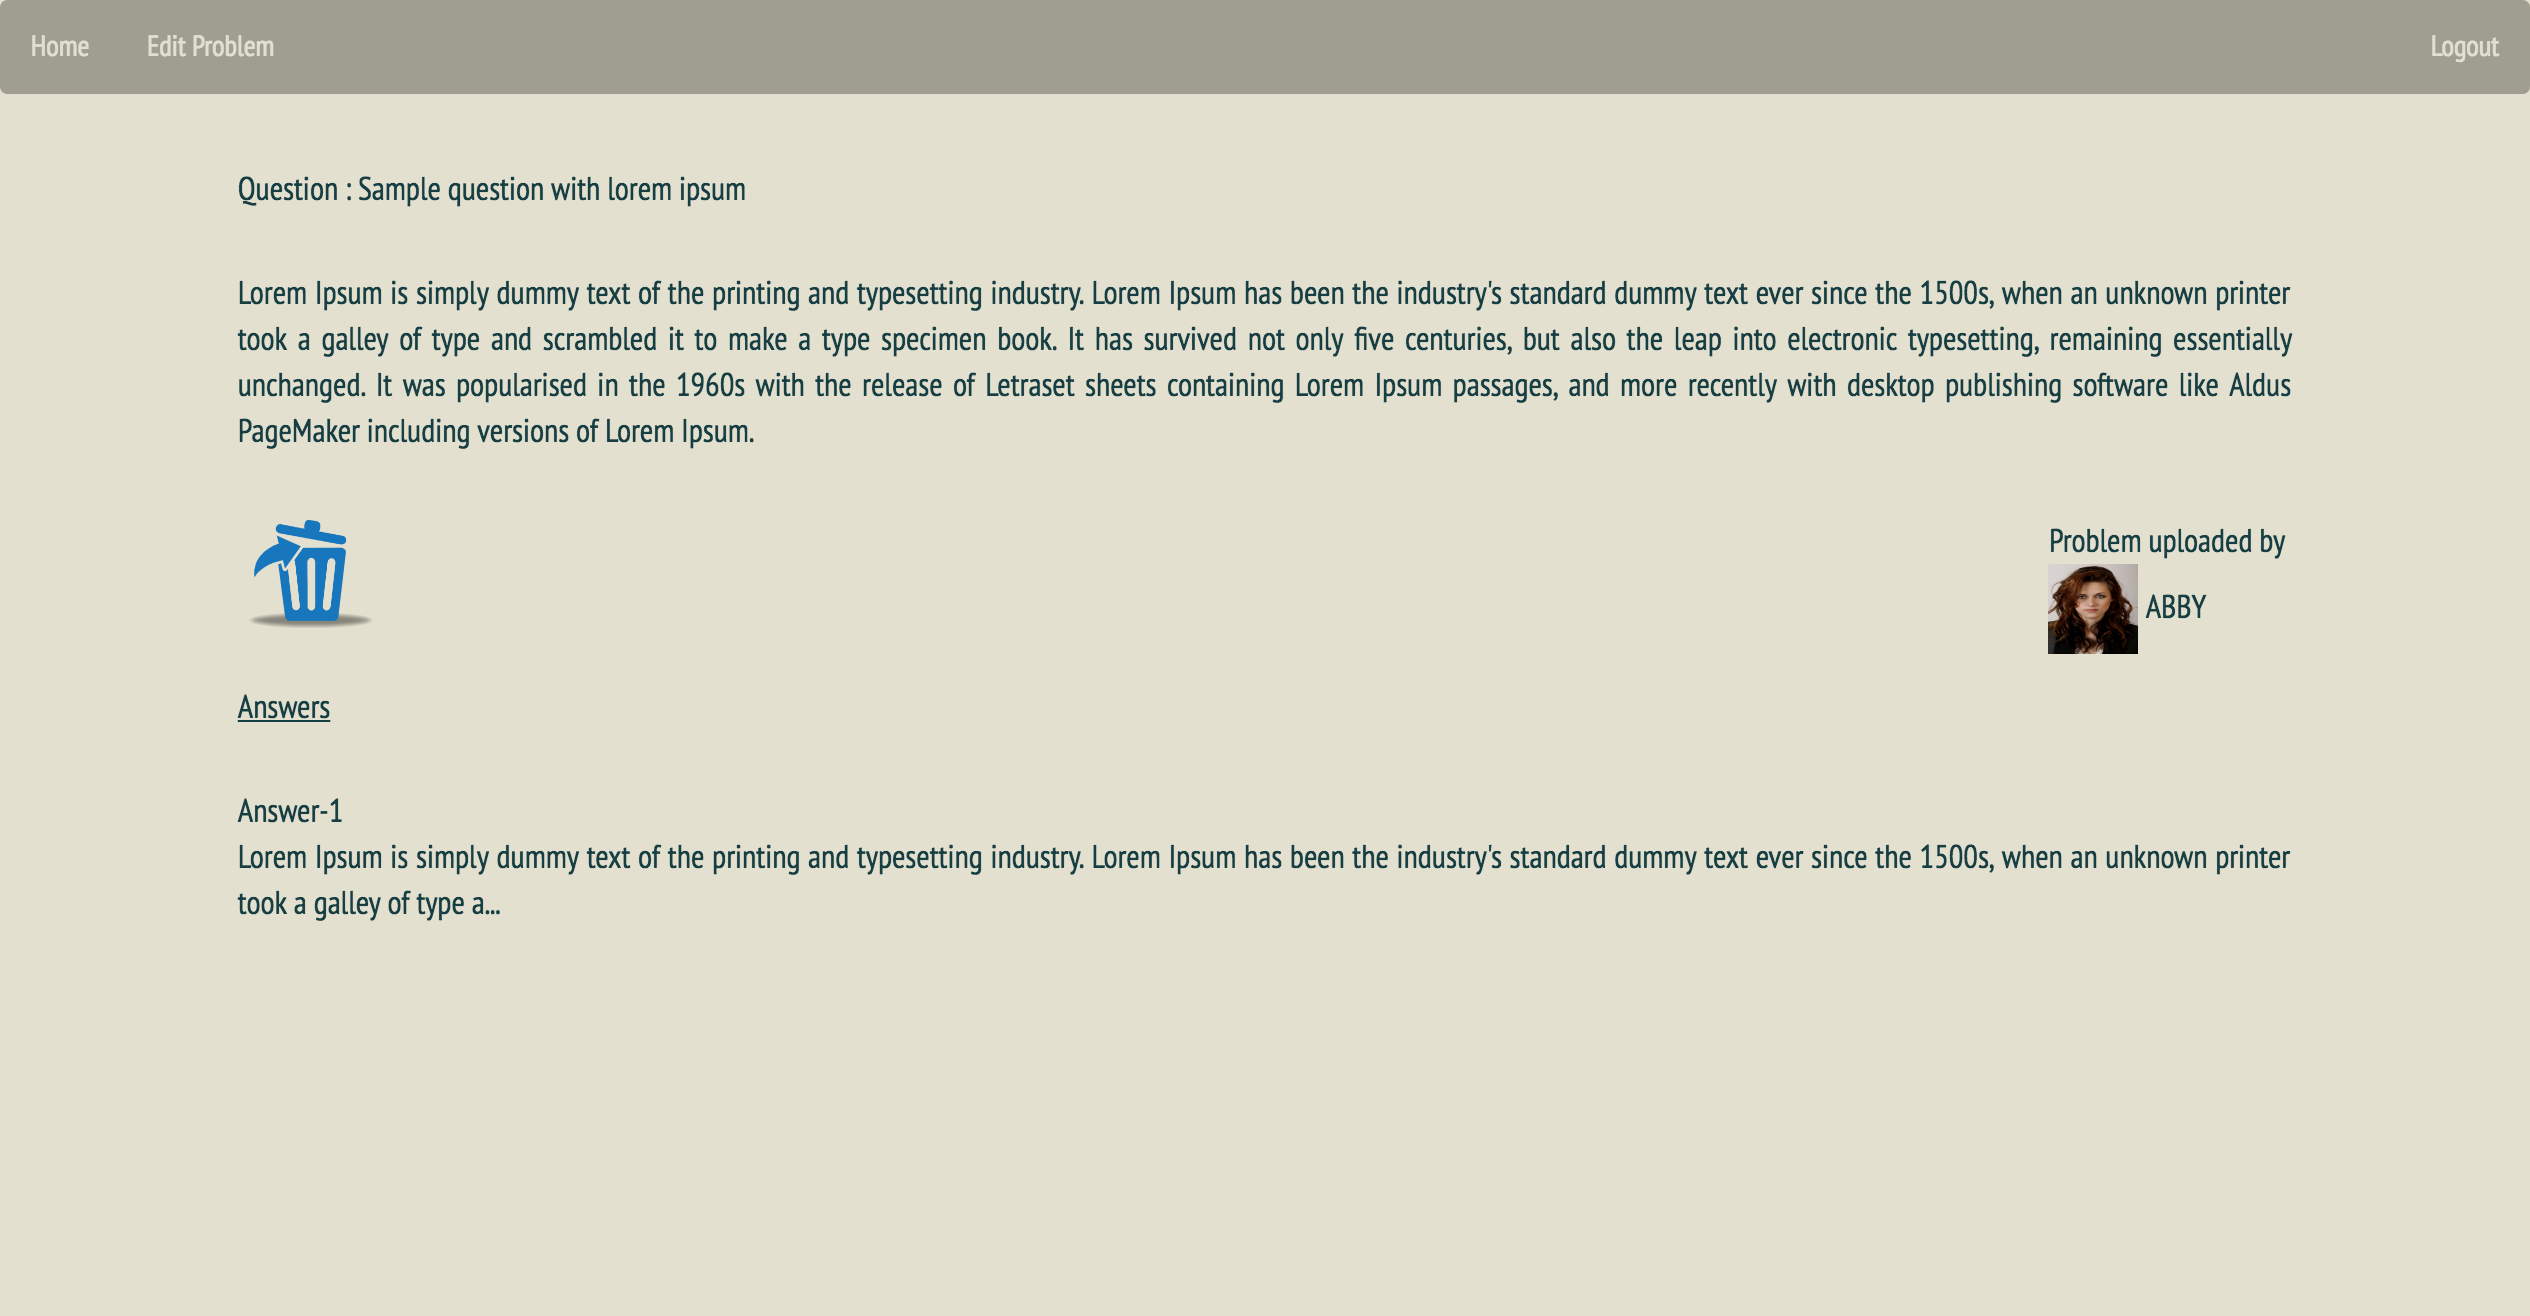 Home Edit Problem Logout
Question : Sample question with lorem ipsum
Lorem Ipsum is simply dummy text of the printing and typesetting industry. Lorem Ipsum has been the industry's standard dummy text ever since the 1500s, when an unknown printer
took a galley of type and scrambled it to make a type specimen book. It has survived not only five centuries, but also the leap into electronic typesetting, remaining essentially
unchanged. It was popularised in the 1960s with the release of Letraset sheets containing Lorem Ipsum passages, and more recently with desktop publishing software like Aldus
PageMaker including versions of Lorem Ipsum.
Problem uploaded by
ABBY
Answers
Answer-1
Lorem Ipsum is simply dummy text of the printing and typesetting industry. Lorem Ipsum has been the industry's standard dummy text ever since the 1500s, when an unknown printer
took a galley of type a...